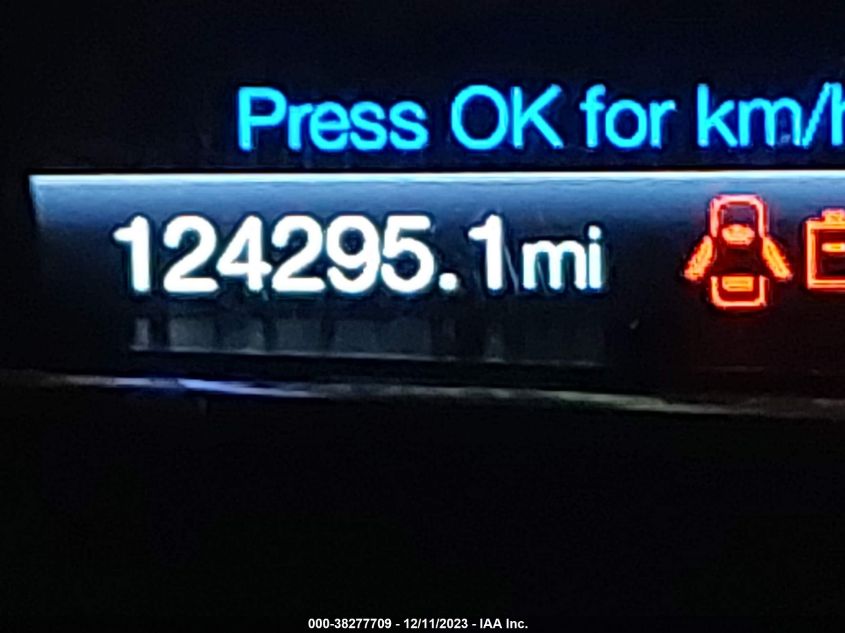 Press OK for km/h
124295.1mi
000-38277709 - 12/11/2023 - IAA Inc.